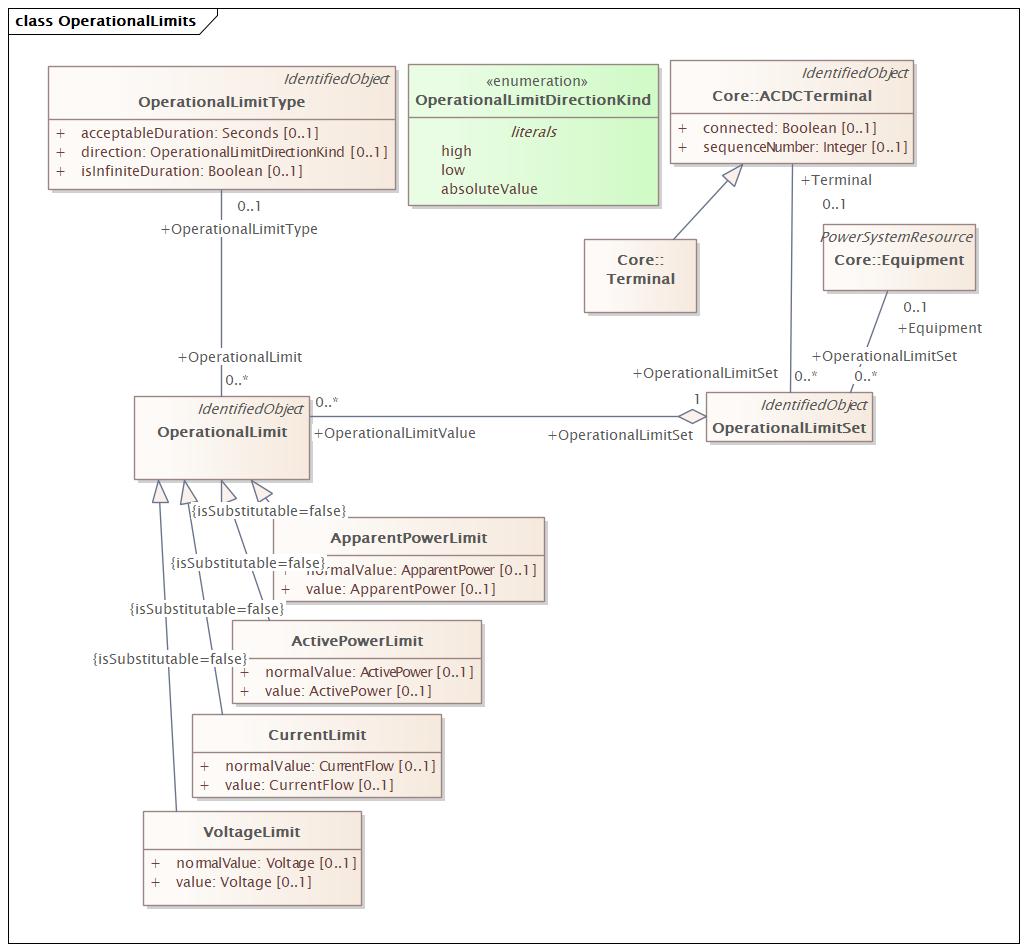 class OperationalLimits
IdentifiedObject
OperationalLimitType
+ acceptableDuration: Seconds [0..1]
+ direction: OperationalLimitDirectionKind [0..1]
+ isInfiniteDuration: Boolean [0..1]
«enumeration»
OperationalLimitDirectionKind
literals
high
low
absoluteValue
IdentifiedObject
Core::ACDCTerminal
+ connected: Boolean [0..1]
+ sequenceNumber: Integer [0..1]
+Terminal
0..1
0..1
+OperationalLimitType
PowerSystemResource
Core::Equipment
Core::
Terminal
0..1
+Equipment
+OperationalLimit
0..*
+OperationalLimitSet
0..*
+OperationalLimitSet
0..*
IdentifiedObject
OperationalLimit
0..*
+OperationalLimitValue
1
+OperationalLimitSet
IdentifiedObject
OperationalLimitSet
{isSubstitutable=false}
ApparentPowerLimit
{isSubstitutable=false}
normalValue: ApparentPower [0..1]
+ value: ApparentPower [0..1]
{isSubstitutable=false}
ActivePowerLimit
{isSubstitutable=false}
+ normalValue: ActivePower [0..1]
+ value: ActivePower [0..1]
CurrentLimit
+ normalValue: CurrentFlow [0..1]
+ value: CurrentFlow [0..1]
VoltageLimit
+ normalValue: Voltage [0..1]
+ value: Voltage [0..1]